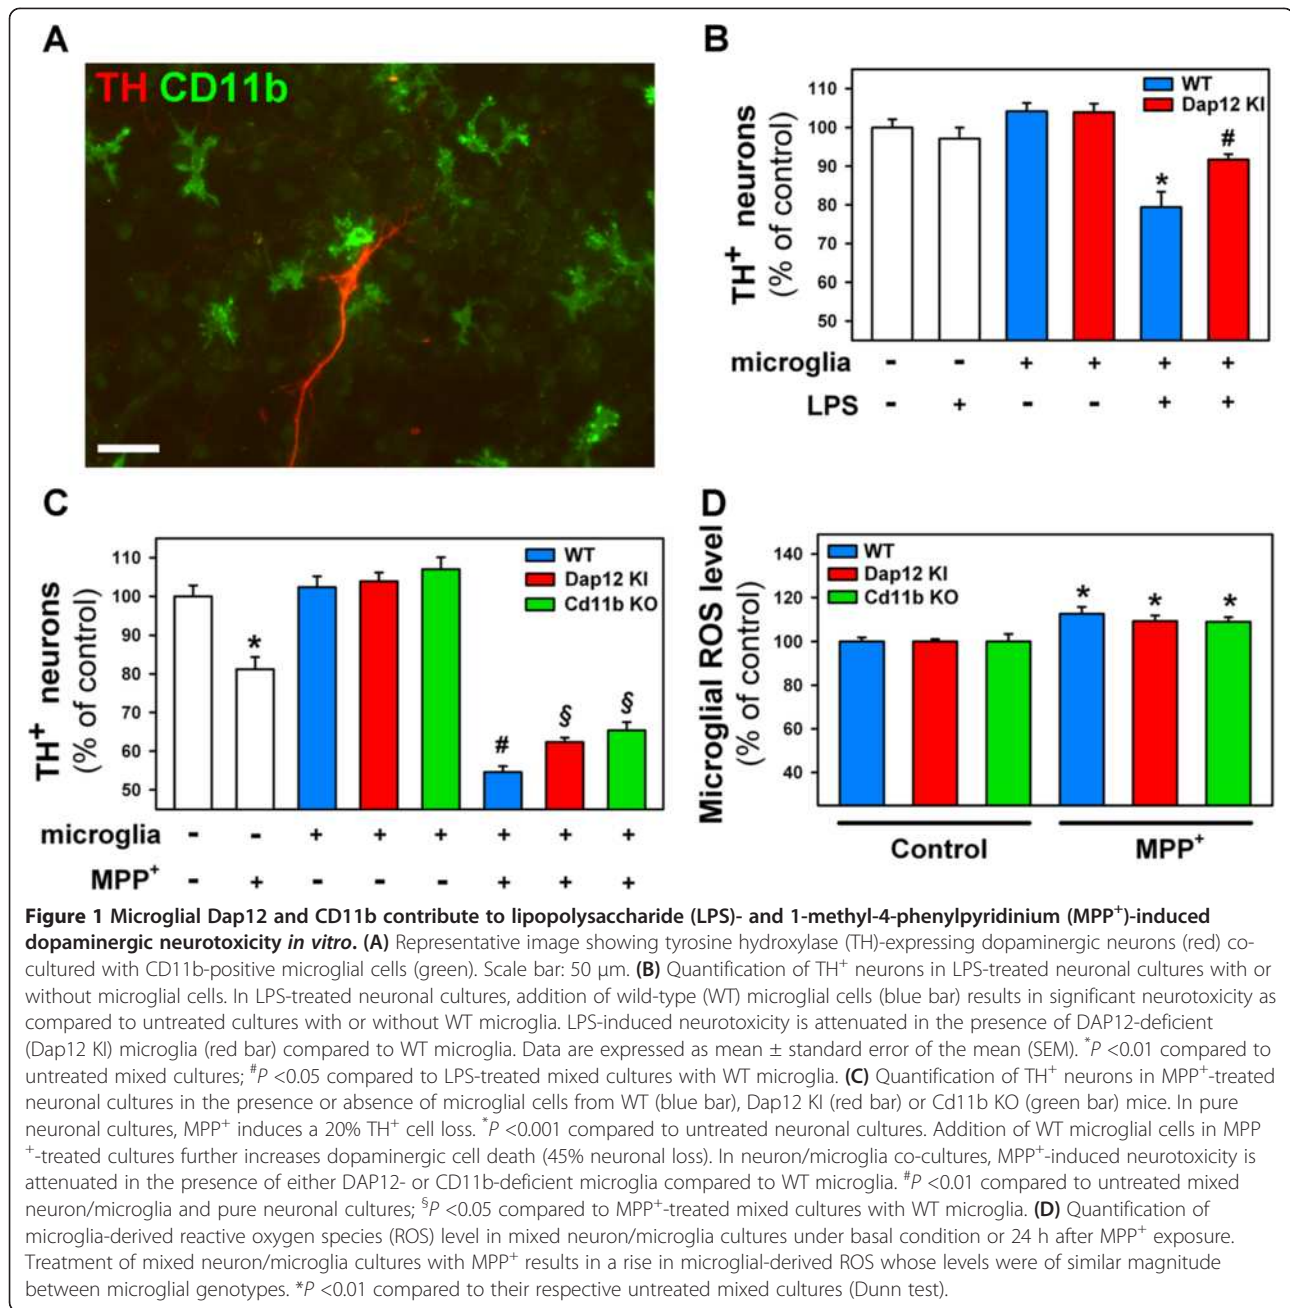 A
TH CD11b
B
TH+ neurons
(% of control)
110
100
90
80
70
60
50
WT
Dap12 KI
*
#
microglia - - + + + +
LPS - + - - + +
C
TH+ neurons
(% of control)
110
100
90
80
70
60
50
WT
Dap12 KI
Cd11b KO
*
#
§
§
microglia - - + + + + + +
MPP+ - + - - - + + +
D
Microglial ROS level
(% of control)
140
120
100
80
60
40
WT
Dap12 KI
Cd11b KO
*
*
*
Control
MPP+
Figure 1 Microglial Dap12 and CD11b contribute to lipopolysaccharide (LPS)- and 1-methyl-4-phenylpyridinium (MPP+)-induced
dopaminergic neurotoxicity in vitro. (A) Representative image showing tyrosine hydroxylase (TH)-expressing dopaminergic neurons (red) co-
cultured with CD11b-positive microglial cells (green). Scale bar: 50 μm. (B) Quantification of TH+ neurons in LPS-treated neuronal cultures with or
without microglial cells. In LPS-treated neuronal cultures, addition of wild-type (WT) microglial cells (blue bar) results in significant neurotoxicity as
compared to untreated cultures with or without WT microglia. LPS-induced neurotoxicity is attenuated in the presence of DAP12-deficient
(Dap12 KI) microglia (red bar) compared to WT microglia. Data are expressed as mean ± standard error of the mean (SEM). *P <0.01 compared to
untreated mixed cultures; #P <0.05 compared to LPS-treated mixed cultures with WT microglia. (C) Quantification of TH+ neurons in MPP+-treated
neuronal cultures in the presence or absence of microglial cells from WT (blue bar), Dap12 KI (red bar) or Cd11b KO (green bar) mice. In pure
neuronal cultures, MPP+ induces a 20% TH+ cell loss. *P <0.001 compared to untreated neuronal cultures. Addition of WT microglial cells in MPP
+-treated cultures further increases dopaminergic cell death (45% neuronal loss). In neuron/microglia co-cultures, MPP+-induced neurotoxicity is
attenuated in the presence of either DAP12- or CD11b-deficient microglia compared to WT microglia. #P <0.01 compared to untreated mixed
neuron/microglia and pure neuronal cultures; §P <0.05 compared to MPP+-treated mixed cultures with WT microglia. (D) Quantification of
microglia-derived reactive oxygen species (ROS) level in mixed neuron/microglia cultures under basal condition or 24 h after MPP+ exposure.
Treatment of mixed neuron/microglia cultures with MPP+ results in a rise in microglial-derived ROS whose levels were of similar magnitude
between microglial genotypes. *P <0.01 compared to their respective untreated mixed cultures (Dunn test).